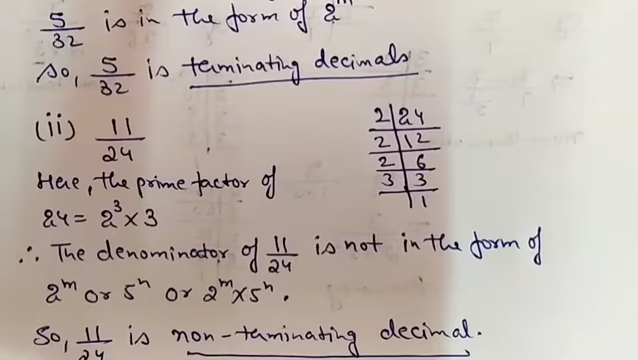 5/32 is in the form of 2^m
So, 5/32 is terminating decimals
(ii) 11/24
2|24
2|12
2|6
3|3
|1
Here, the prime factor of
24 = 2^3 × 3
∴ The denominator of 11/24 is not in the form of
2^m or 5^n or 2^m × 5^n.
So, 11/24 is non-terminating decimal.